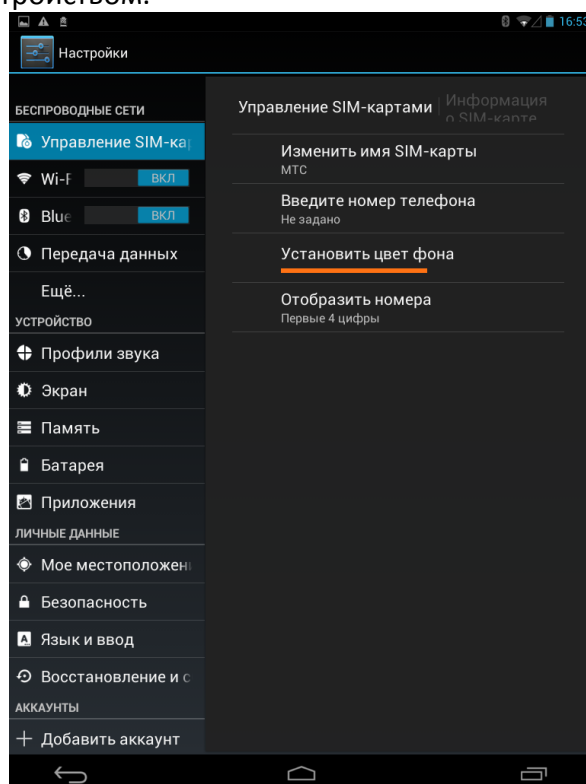 тройством.
16:53
Настройки
БЕСПРОВОДНЫЕ СЕТИ
Управление SIM-ка
Wi-F ВКЛ
Blue ВКЛ
Передача данных
Ещё...
УСТРОЙСТВО
Профили звука
Экран
Память
Батарея
Приложения
ЛИЧНЫЕ ДАННЫЕ
Мое местоположен
Безопасность
Язык и ввод
Восстановление и с
АККАУНТЫ
Добавить аккаунт
Управление SIM-картами
Информация
о SIM-карте
Изменить имя SIM-карты
МТС
Введите номер телефона
Не задано
Установить цвет фона
Отобразить номера
Первые 4 цифры